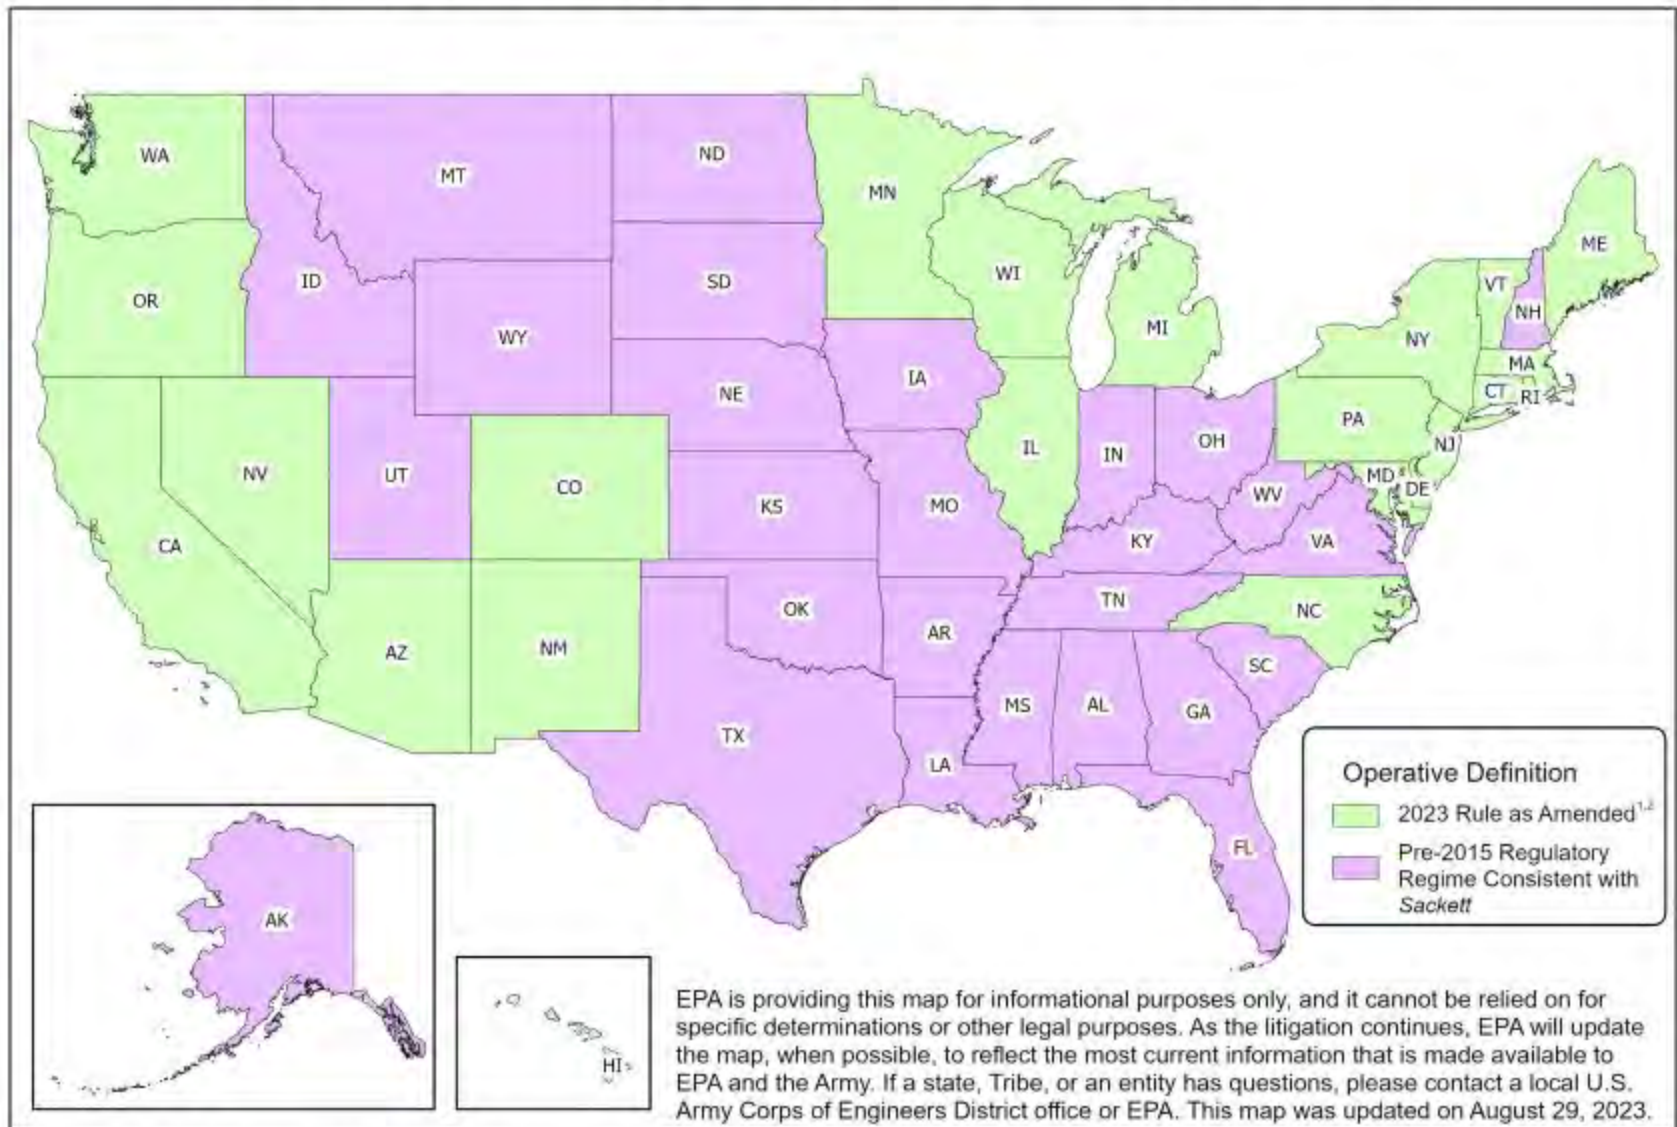 WA
MT
ND
MN
ME
ID
SD
WI
OR
VT
NH
MI
WY
NY
MA
IA
NE
CT
RI
PA
OH
NJ
IL
IN
NV
UT
CO
MD
DE
WV
KS
MO
CA
KY
VA
TN
OK
NC
AR
AZ
NM
SC
MS
AL
GA
TX
LA
FL
AK
HI
Operative Definition
2023 Rule as Amended1,2
Pre-2015 Regulatory
Regime Consistent with
Sackett
EPA is providing this map for informational purposes only, and it cannot be relied on for
specific determinations or other legal purposes. As the litigation continues, EPA will update
the map, when possible, to reflect the most current information that is made available to
EPA and the Army. If a state, Tribe, or an entity has questions, please contact a local U.S.
Army Corps of Engineers District office or EPA. This map was updated on August 29, 2023.